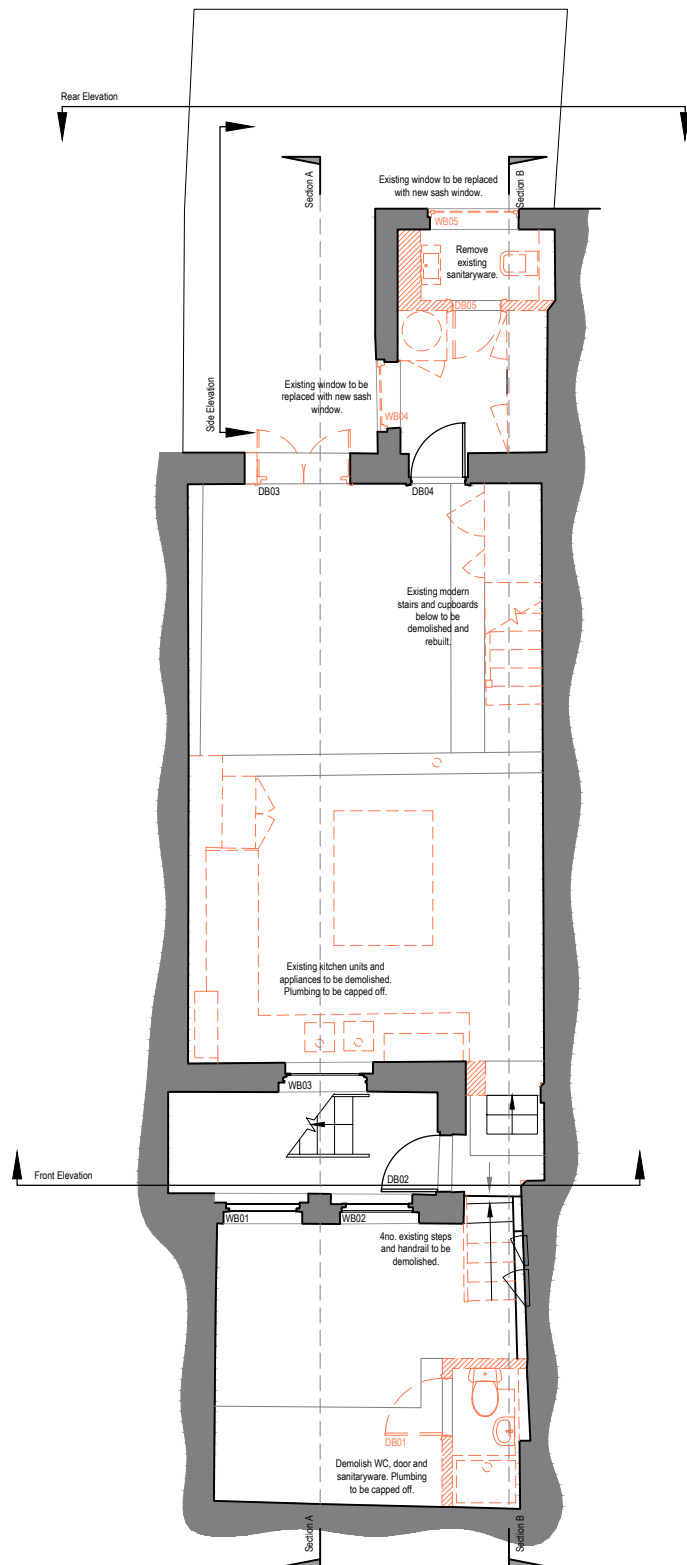 Rear Elevation
Section A
Section B
Existing window to be replaced
with new sash window.
WB05
Remove
existing
sanitaryware.
DB05
Side Elevation
Existing window to be
replaced with new sash
window.
WB04
DB03
DB04
Existing modern
stairs and cupboards
below to be
demolished and
rebuilt.
Existing kitchen units and
appliances to be demolished.
Plumbing to be capped off.
WB03
Front Elevation
DB02
WB01
WB02
4no. existing steps
and handrail to be
demolished.
DB01
Demolish WC, door and
sanitaryware. Plumbing
to be capped off.
Section A
Section B